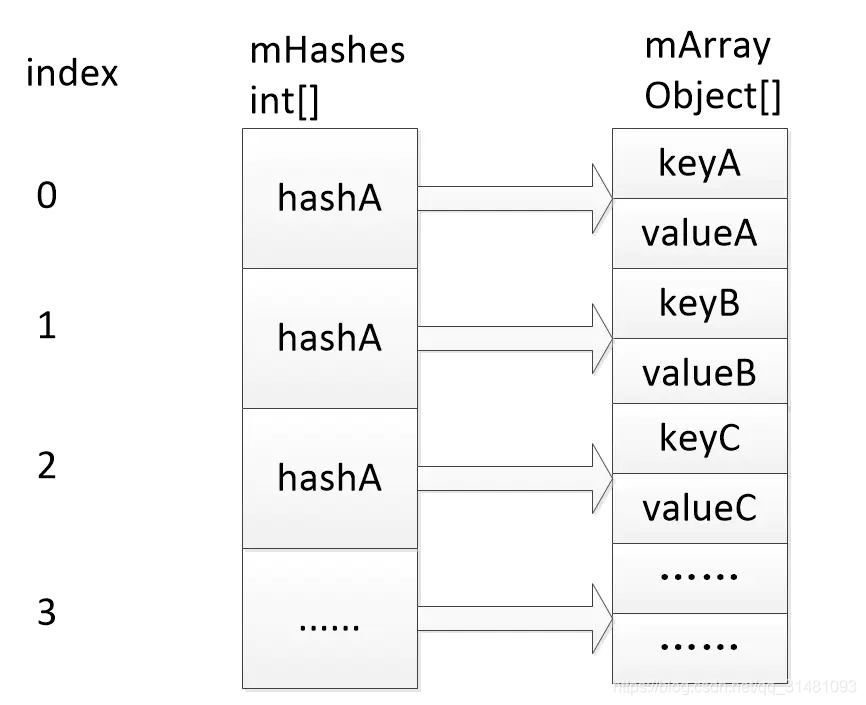 index
mHashes
int[]
mArray
Object[]
0
hashA
keyA
valueA
1
hashA
keyB
valueB
2
hashA
keyC
valueC
3
......
......
......
https://blog.csdn.net/qq_31481093